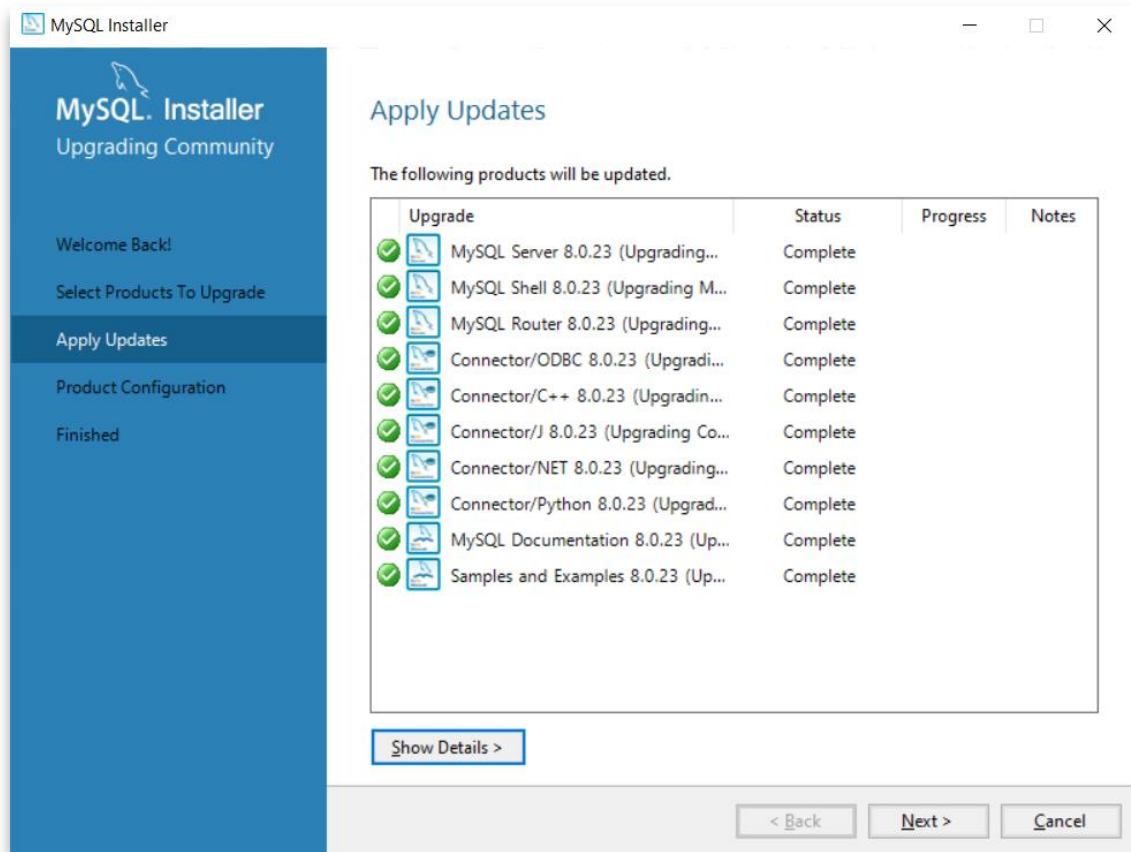 MySQL Installer
MySQL. Installer
Upgrading Community
Welcome Back!
Select Products To Upgrade
Apply Updates
Product Configuration
Finished
Apply Updates
The following products will be updated.
Upgrade Status Progress Notes
MySQL Server 8.0.23 (Upgrading... Complete
MySQL Shell 8.0.23 (Upgrading M... Complete
MySQL Router 8.0.23 (Upgrading... Complete
Connector/ODBC 8.0.23 (Upgradi... Complete
Connector/C++ 8.0.23 (Upgradin... Complete
Connector/J 8.0.23 (Upgrading Co... Complete
Connector/NET 8.0.23 (Upgrading... Complete
Connector/Python 8.0.23 (Upgrad... Complete
MySQL Documentation 8.0.23 (Up... Complete
Samples and Examples 8.0.23 (Up... Complete
Show Details >
< Back Next > Cancel